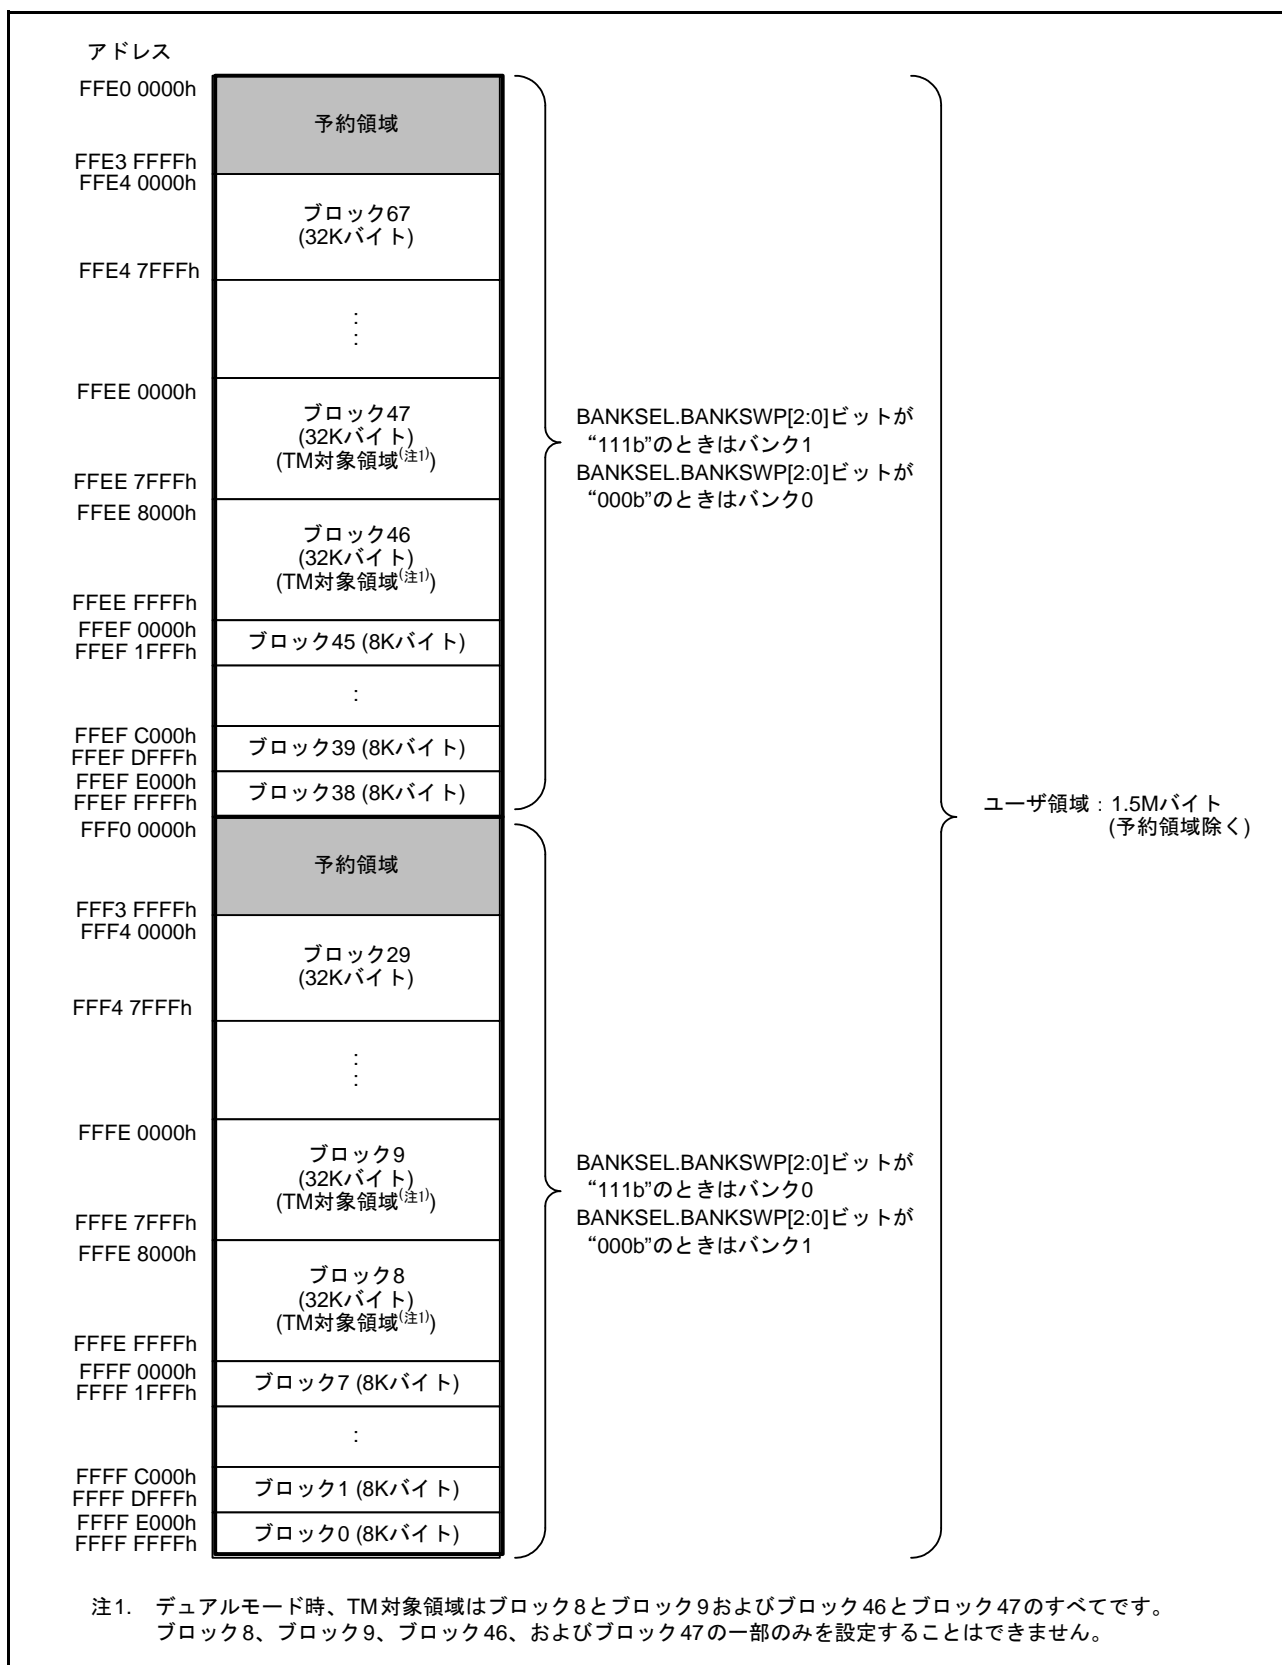 アドレス
FFE0 0000h
予約領域
FFE3 FFFFh
FFE4 0000h
ブロック67
(32Kバイト)
FFE4 7FFFh
:
:
FFEE 0000h
ブロック47
(32Kバイト)
(TM対象領域(注1))
FFEE 7FFFh
FFEE 8000h
ブロック46
(32Kバイト)
(TM対象領域(注1))
FFEE FFFFh
FFEF 0000h
FFEF 1FFFh
ブロック45 (8Kバイト)
:
FFEF C000h
FFEF DFFFh
ブロック39 (8Kバイト)
FFEF E000h
FFEF FFFFh
ブロック38 (8Kバイト)
BANKSEL.BANKSWP[2:0]ビットが
“111b”のときはバンク1
BANKSEL.BANKSWP[2:0]ビットが
“000b”のときはバンク0
FFF0 0000h
予約領域
FFF3 FFFFh
FFF4 0000h
ブロック29
(32Kバイト)
FFF4 7FFFh
:
:
FFFE 0000h
ブロック9
(32Kバイト)
(TM対象領域(注1))
FFFE 7FFFh
FFFE 8000h
ブロック8
(32Kバイト)
(TM対象領域(注1))
FFFE FFFFh
FFFF 0000h
FFFF 1FFFh
ブロック7 (8Kバイト)
:
FFFF C000h
FFFF DFFFh
ブロック1 (8Kバイト)
FFFF E000h
FFFF FFFFh
ブロック0 (8Kバイト)
BANKSEL.BANKSWP[2:0]ビットが
“111b”のときはバンク0
BANKSEL.BANKSWP[2:0]ビットが
“000b”のときはバンク1
ユーザ領域：1.5Mバイト
(予約領域除く)
注1. デュアルモード時、TM対象領域はブロック8とブロック9およびブロック46とブロック47のすべてです。
ブロック8、ブロック9、ブロック46、およびブロック47の一部のみを設定することはできません。